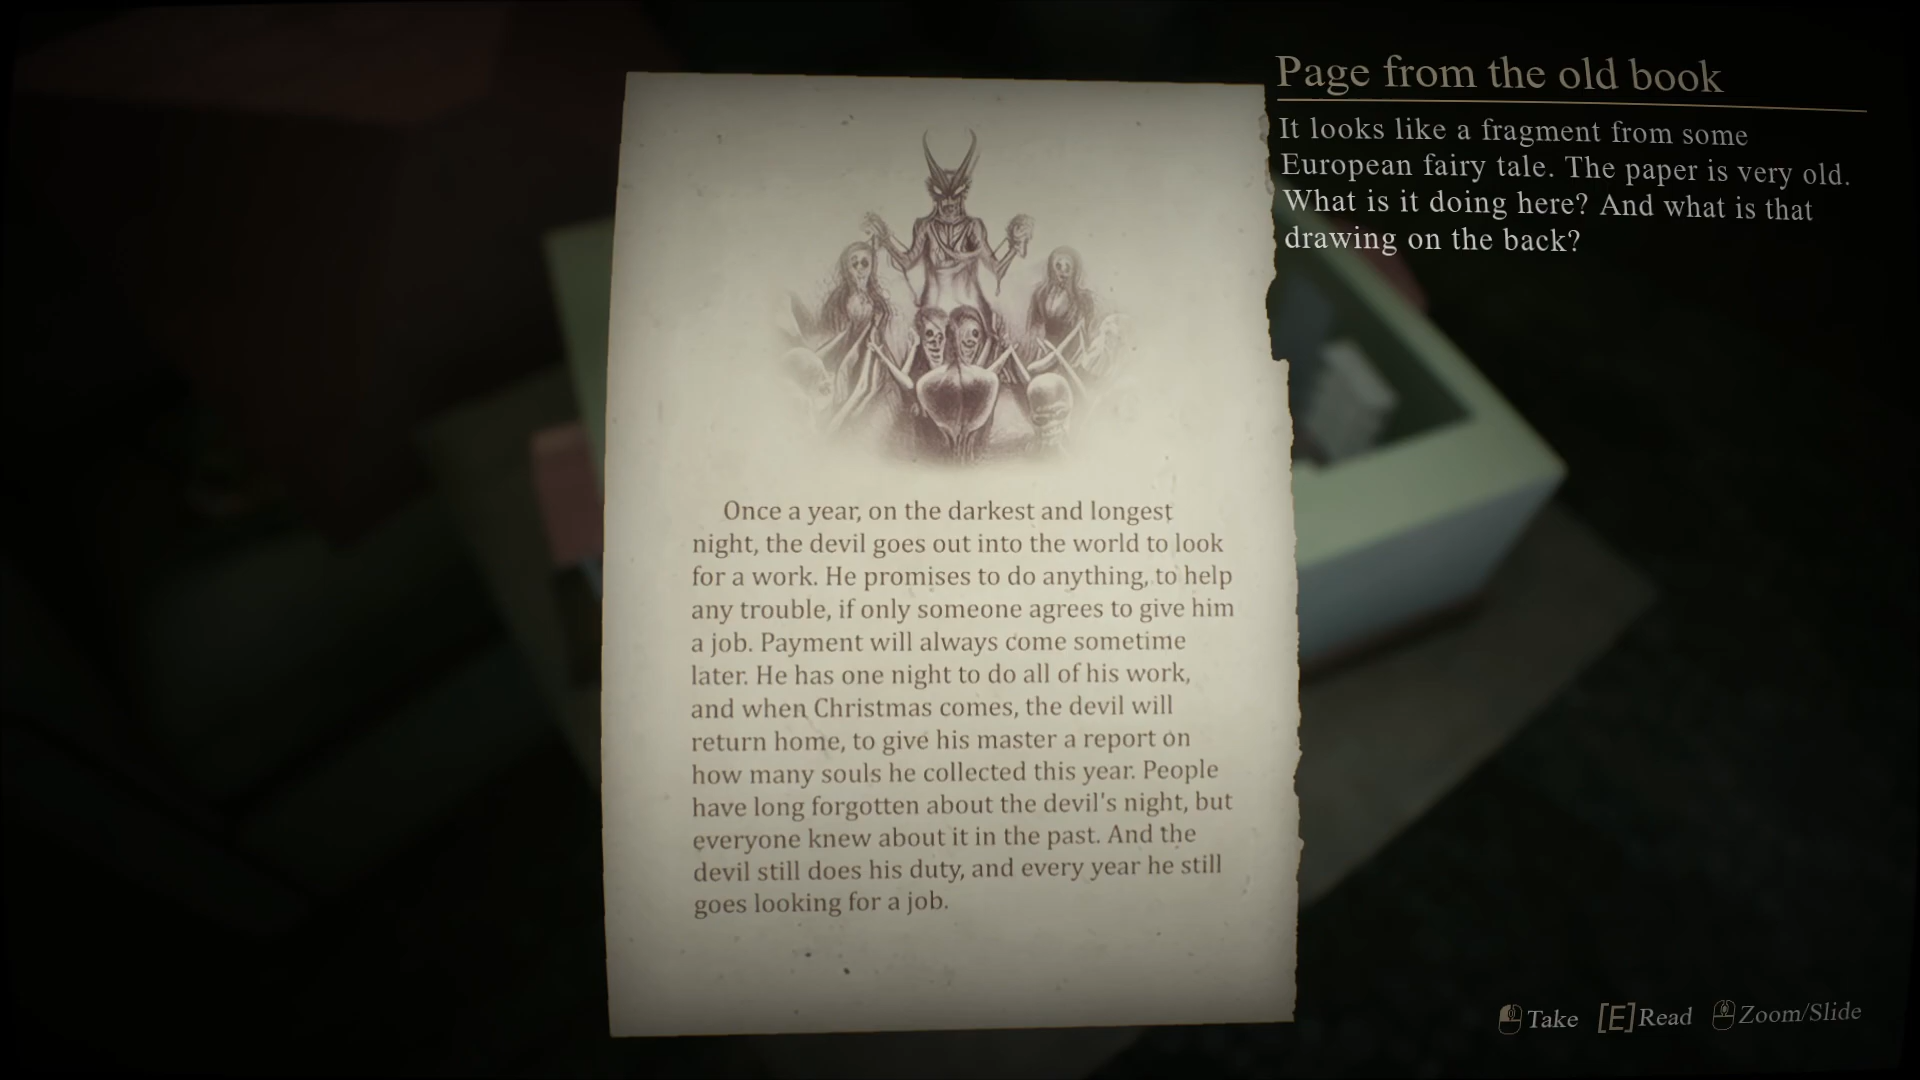 Page from the old book
It looks like a fragment from some
European fairy tale. The paper is very old.
What is it doing here? And what is that
drawing on the back?
Once a year, on the darkest and longest
night, the devil goes out into the world to look
for a work. He promises to do anything, to help
any trouble, if only someone agrees to give him
a job. Payment will always come sometime
later. He has one night to do all of his work,
and when Christmas comes, the devil will
return home, to give his master a report on
how many souls he collected this year. People
have long forgotten about the devil's night, but
everyone knew about it in the past. And the
devil still does his duty, and every year he still
goes looking for a job.
Take [E] Read Zoom/Slide